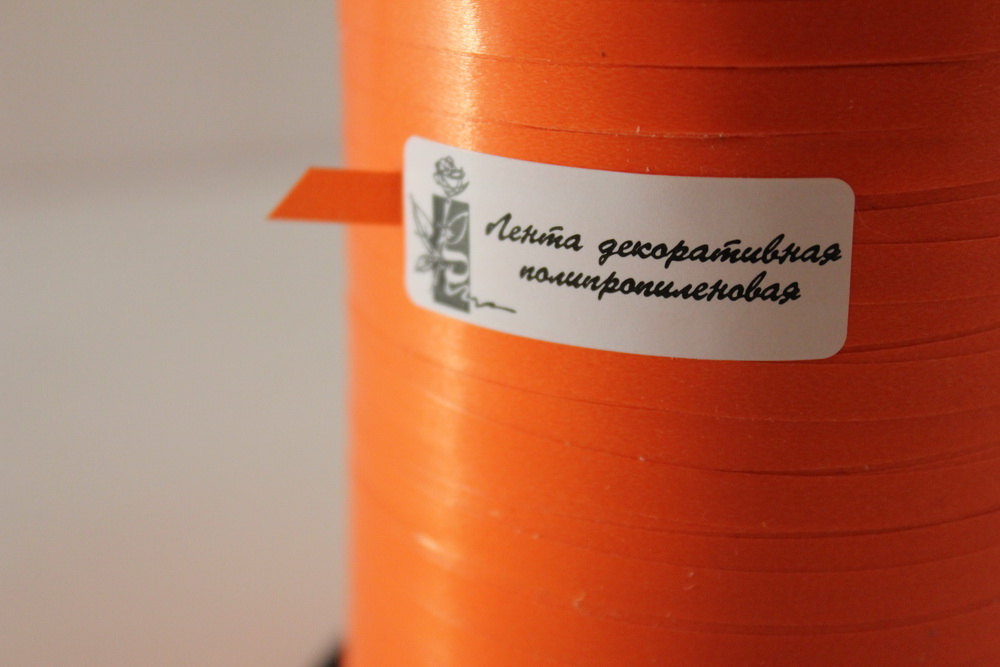 Лента декоративная
полипропиленовая